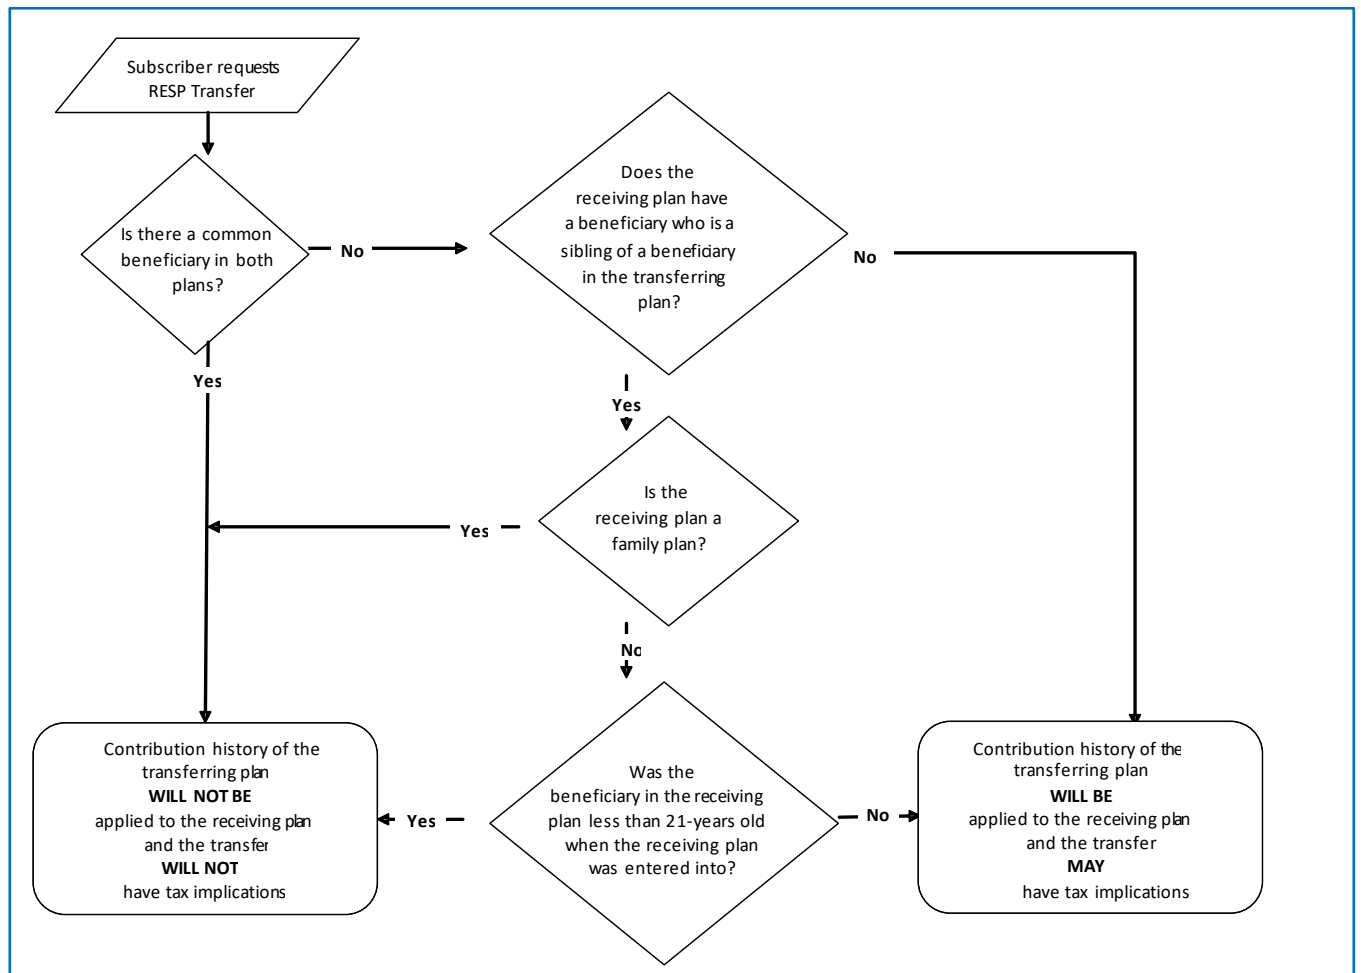 Subscriber requests
RESP Transfer
Is there a common
beneficiary in both
plans?
No
Does the
receiving plan have
a beneficiary who is a
sibling of a beneficiary
in the transferring
plan?
No
Yes
Yes
Is the
receiving plan a
family plan?
Yes
No
Contribution history of the
transferring plan
WILL NOT BE
applied to the receiving plan
and the transfer
WILL NOT
have tax implications
Yes
Was the
beneficiary in the receiving
plan less than 21-years old
when the receiving plan
was entered into?
No
Contribution history of the
transferring plan
WILL BE
applied to the receiving plan
and the transfer
MAY
have tax implications